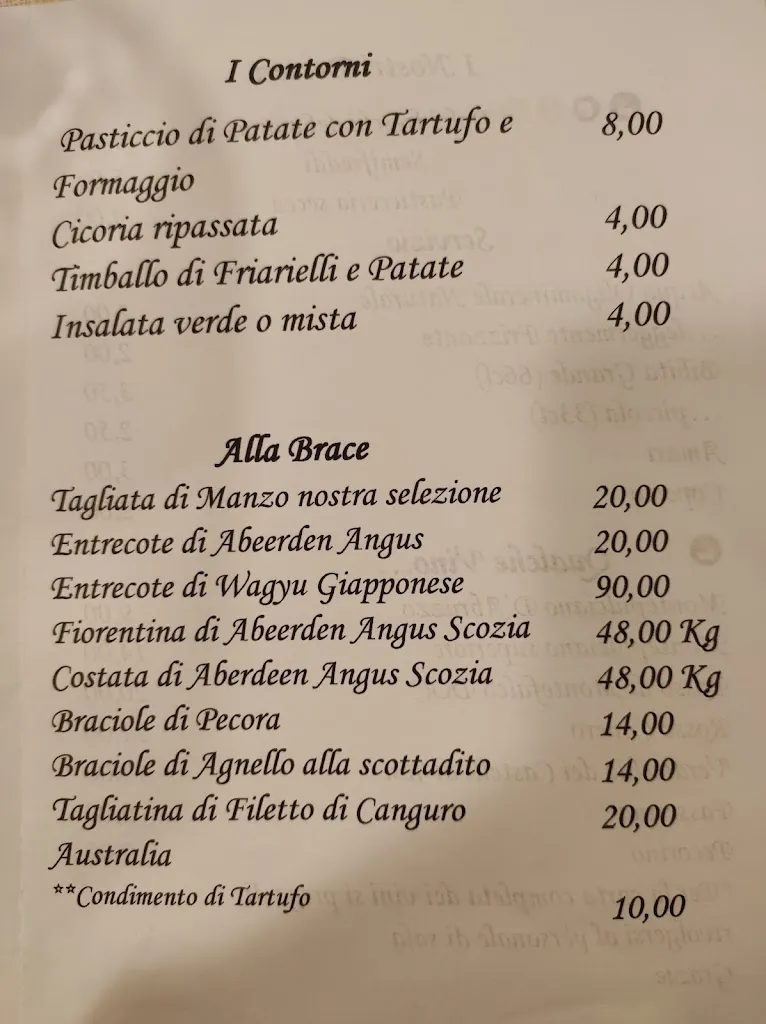 I Contorni
Pasticcio di Patate con Tartufo e 8,00
Formaggio
Cicoria ripassata 4,00
Timballo di Friarielli e Patate 4,00
Insalata verde o mista 4,00
Alla Brace
Tagliata di Manzo nostra selezione 20,00
Entrecote di Abeerden Angus 20,00
Entrecote di Wagyu Giapponese 90,00
Fiorentina di Abeerden Angus Scozia 48,00 Kg
Costata di Aberdeen Angus Scozia 48,00 Kg
Braciole di Pecora 14,00
Braciole di Agnello alla scottadito 14,00
Tagliatina di Filetto di Canguro 20,00
Australia
**Condimento di Tartufo 10,00